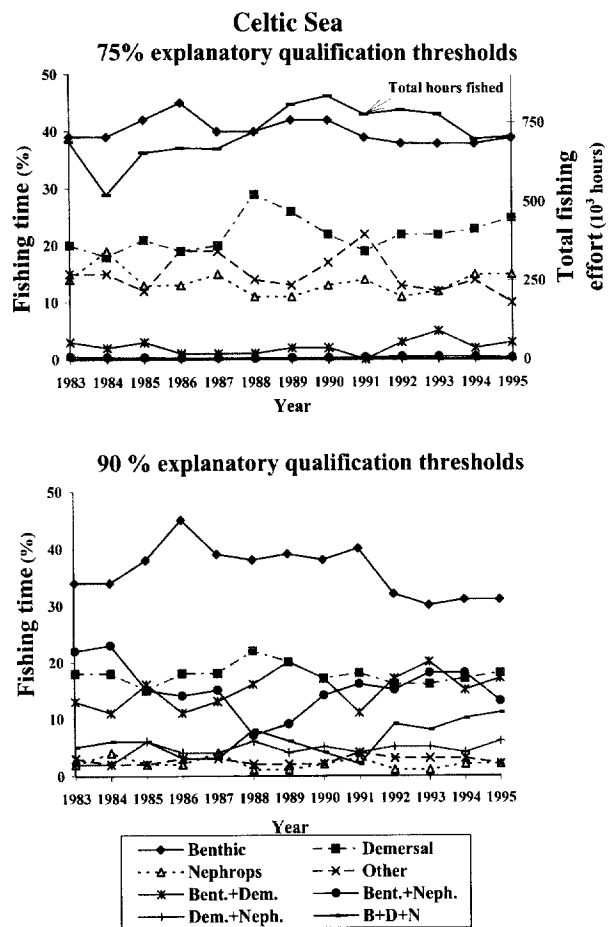 Celtic Sea
75% explanatory qualification thresholds
Fishing time (%)
50
40
30
20
10
0
Total hours fished
750
500
250
0
Total fishing
effort (10³ hours)
1983 1984 1985 1986 1987 1988 1989 1990 1991 1992 1993 1994 1995
Year
90 % explanatory qualification thresholds
Fishing time (%)
50
40
30
20
10
0
1983 1984 1985 1986 1987 1988 1989 1990 1991 1992 1993 1994 1995
Year
Benthic Demersal
Nephrops Other
Bent.+Dem. Bent.+Neph.
Dem.+Neph. B+D+N